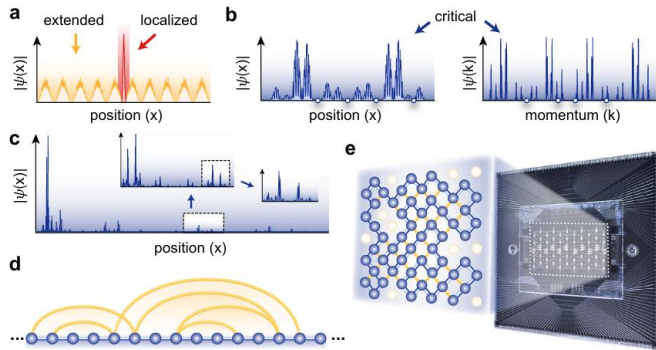 a
extended
localized
|ψ(x)|
position (x)
b
critical
|ψ(x)|
position (x)
|ψ(k)|
momentum (k)
c
|ψ(x)|
position (x)
d
...
...
e